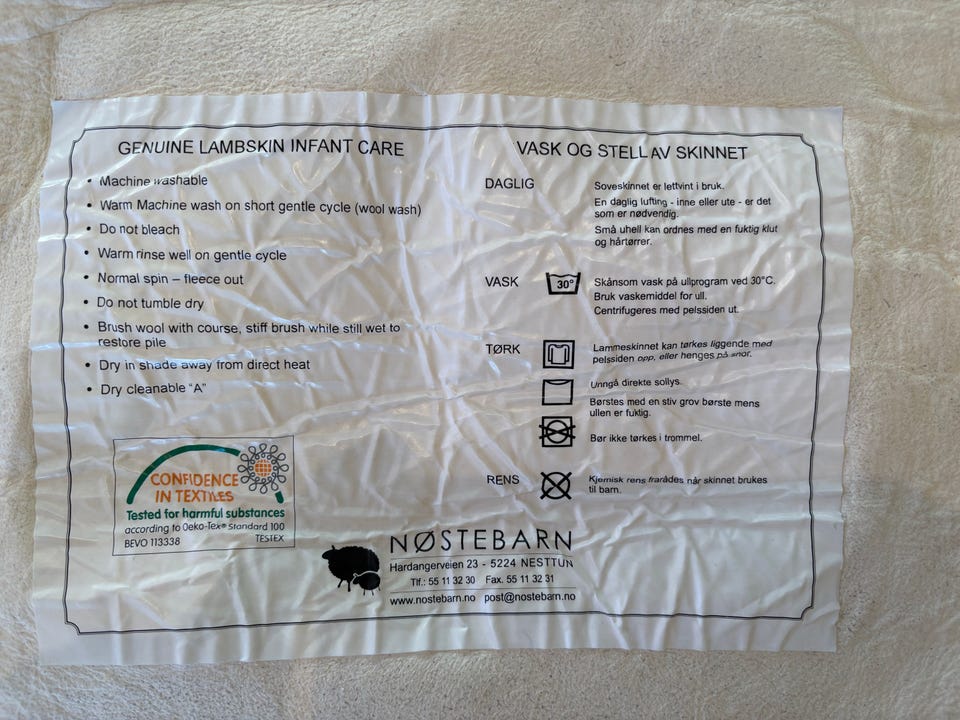 GENUINE LAMBSKIN INFANT CARE
• Machine washable
• Warm Machine wash on short gentle cycle (wool wash)
• Do not bleach
• Warm rinse well on gentle cycle
• Normal spin – fleece out
• Do not tumble dry
• Brush wool with course, stiff brush while still wet to
restore pile
• Dry in shade away from direct heat
• Dry cleanable “A”
CONFIDENCE
IN TEXTILES
Tested for harmful substances
according to Oeko-Tex® Standard 100
BEVO 113338 TESTEX
VASK OG STELL AV SKINNET
DAGLIG
Soveskinnet er lettvint i bruk.
En daglig lufting - inne eller ute - er det
som er nødvendig.
Små uhell kan ordnes med en fuktig klut
og hårtørrer.
VASK
30°
Skånsom vask på ullprogram ved 30°C.
Bruk vaskemiddel for ull.
Centrifugeres med pelssiden ut.
TØRK
Lammeskinnet kan tørkes liggende med
pelssiden opp, eller henges på snor.
Unngå direkte sollys.
Børstes med en stiv grov børste mens
ullen er fuktig.
Bør ikke tørkes i trommel.
RENS
Kjemisk rens frarådes når skinnet brukes
til barn.
NØSTEBARN
Hardangerveien 23 - 5224 NESTTUN
Tlf.: 55 11 32 30 Fax. 55 11 32 31
www.nostebarn.no post@nostebarn.no